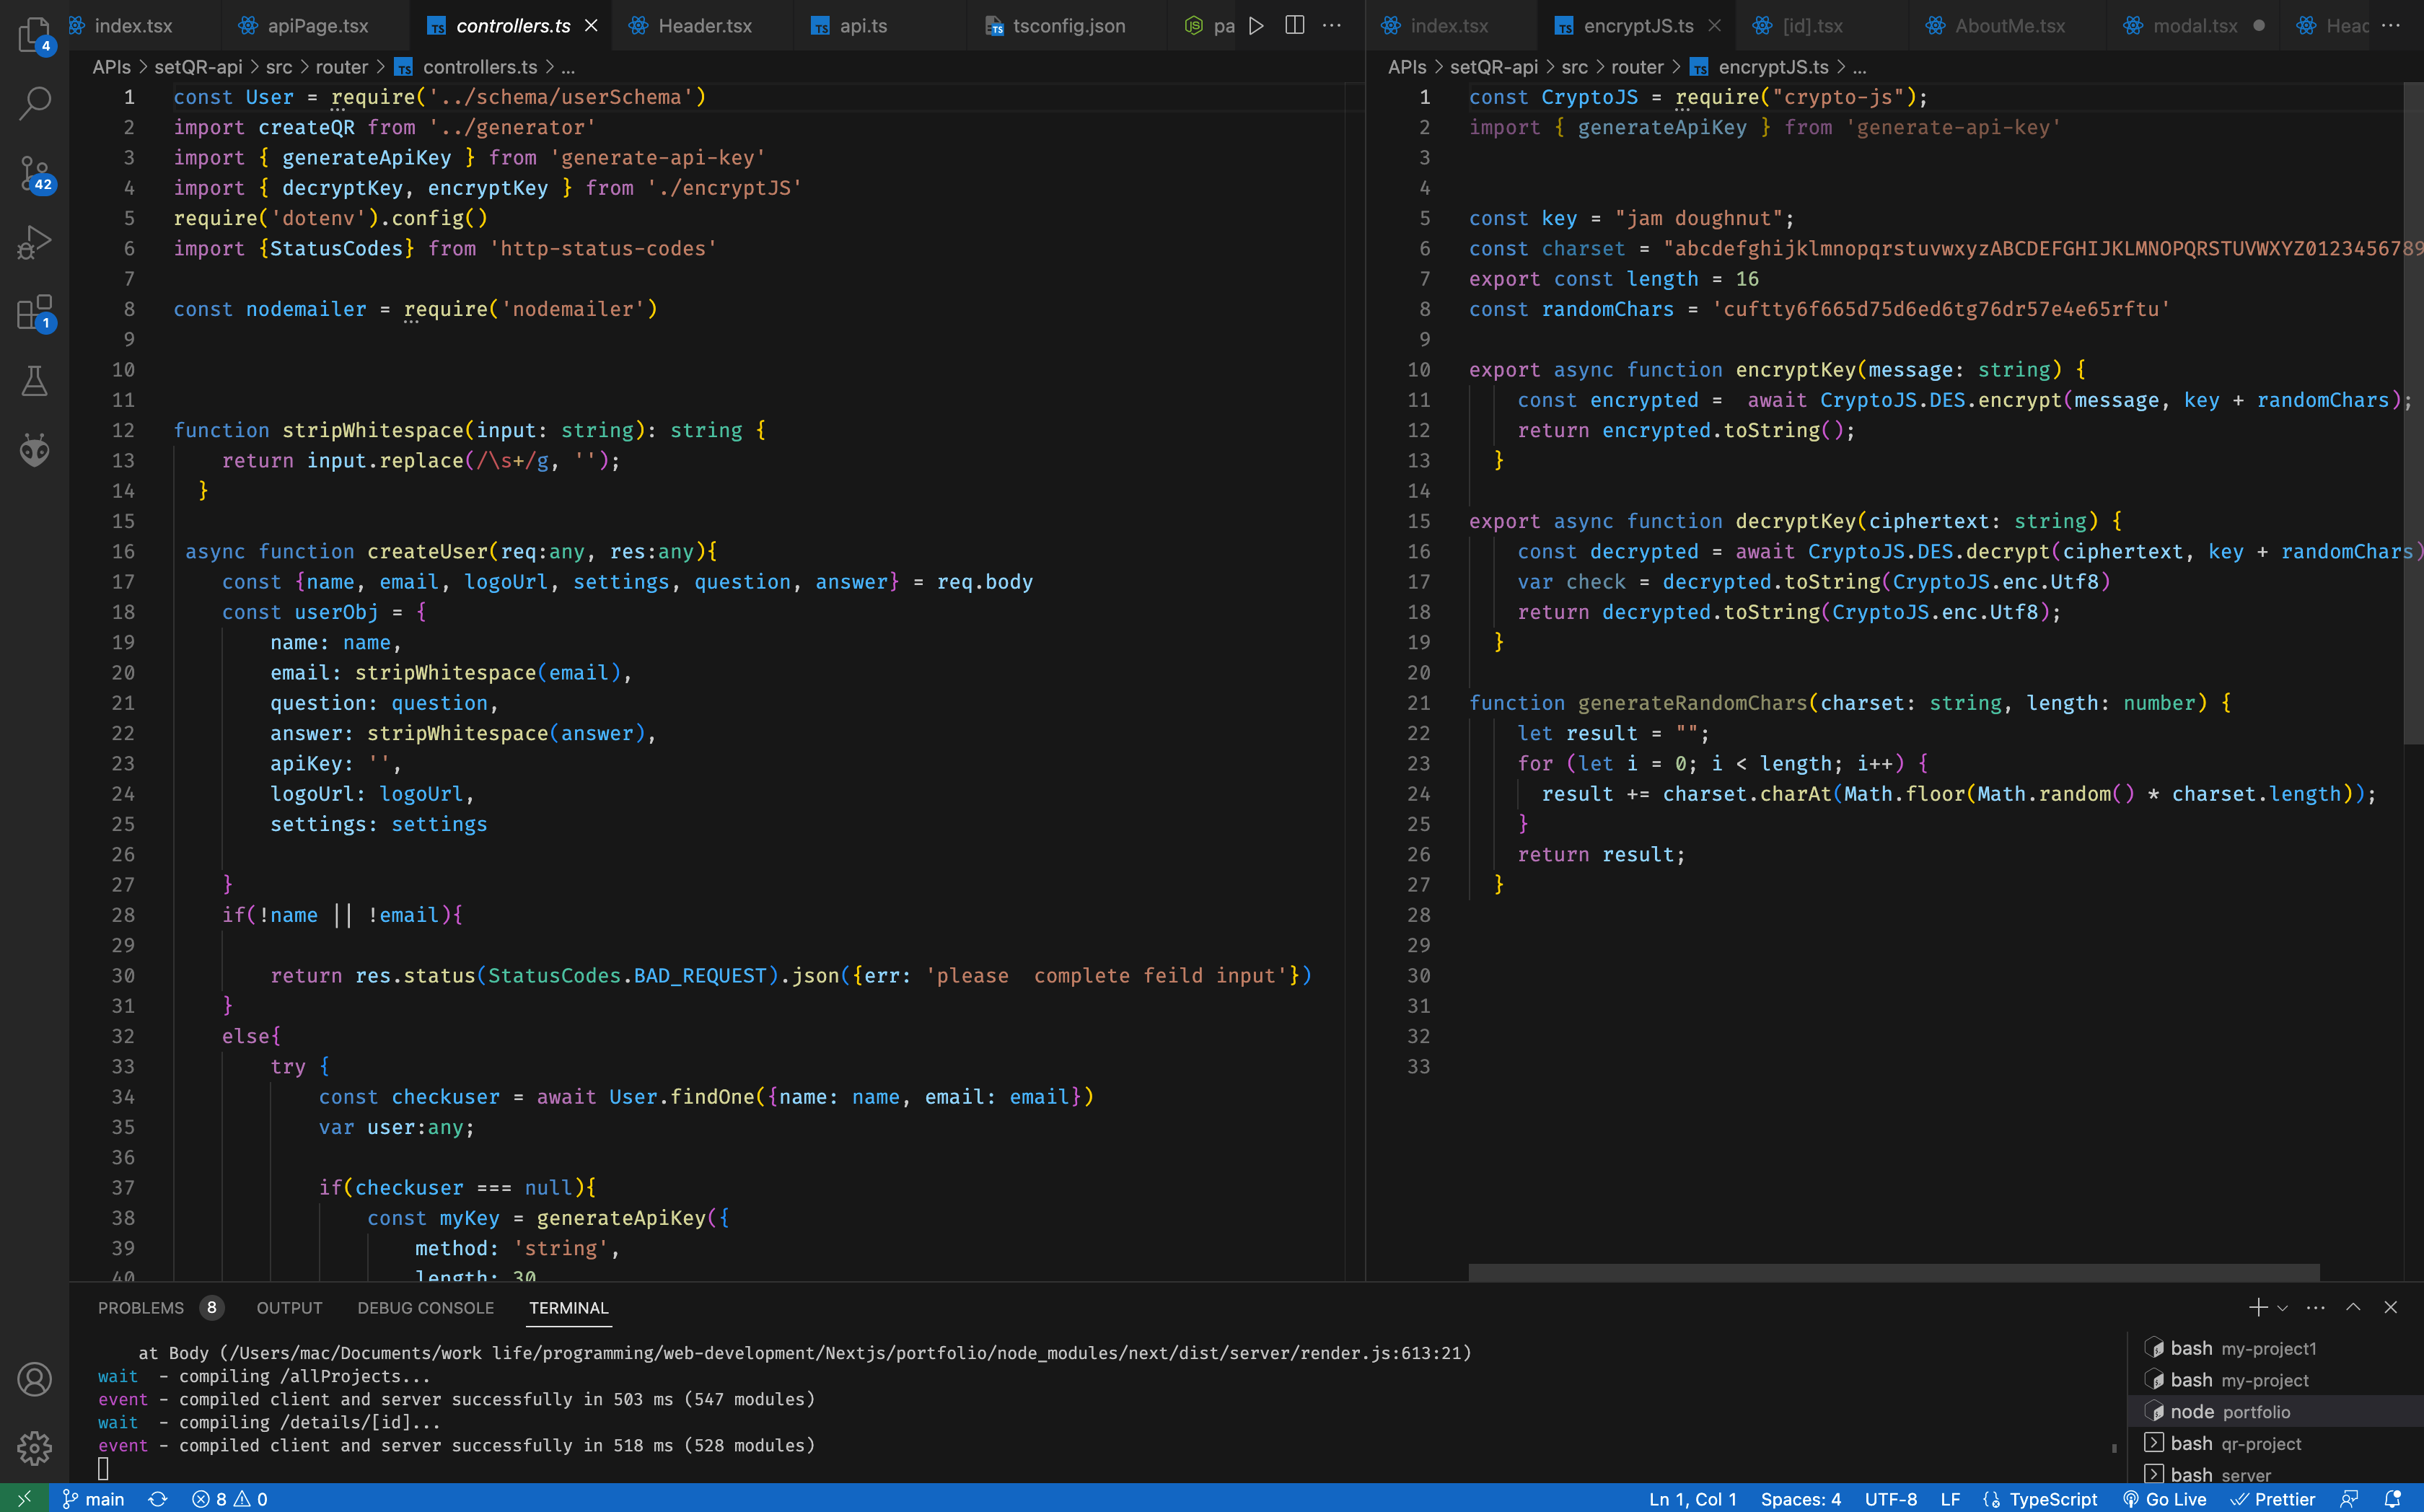 4
index.tsx apiPage.tsx controllers.ts Header.tsx api.ts tsconfig.json pa
APIs > setQR-api > src > router > TS controllers.ts > ...
1 const User = require('../schema/userSchema')
2 import createQR from '../generator'
3 import { generateApiKey } from 'generate-api-key'
4 import { decryptKey, encryptKey } from './encryptJS'
5 require('dotenv').config()
6 import {StatusCodes} from 'http-status-codes'
7
8 const nodemailer = require('nodemailer')
9
10
11
12 function stripWhitespace(input: string): string {
13 return input.replace(/\s+/g, '');
14 }
15
16 async function createUser(req:any, res:any){
17 const {name, email, logoUrl, settings, question, answer} = req.body
18 const userObj = {
19 name: name,
20 email: stripWhitespace(email),
21 question: question,
22 answer: stripWhitespace(answer),
23 apiKey: '',
24 logoUrl: logoUrl,
25 settings: settings
26
27 }
28 if(!name || !email){
29
30 return res.status(StatusCodes.BAD_REQUEST).json({err: 'please  complete feild input'})
31 }
32 else{
33 try {
34 const checkuser = await User.findOne({name: name, email: email})
35 var user:any;
36
37 if(checkuser === null){
38 const myKey = generateApiKey({
39 method: 'string',
40 length: 30
42
1
index.tsx TS encryptJS.ts [id].tsx AboutMe.tsx modal.tsx Head
APIs > setQR-api > src > router > TS encryptJS.ts > ...
1 const CryptoJS = require("crypto-js");
2 import { generateApiKey } from 'generate-api-key'
3
4
5 const key = "jam doughnut";
6 const charset = "abcdefghijklmnopqrstuvwxyzABCDEFGHIJKLMNOPQRSTUVWXYZ0123456789
7 export const length = 16
8 const randomChars = 'cuftty6f665d75d6ed6tg76dr57e4e65rftu'
9
10 export async function encryptKey(message: string) {
11 const encrypted =  await CryptoJS.DES.encrypt(message, key + randomChars);
12 return encrypted.toString();
13 }
14
15 export async function decryptKey(ciphertext: string) {
16 const decrypted = await CryptoJS.DES.decrypt(ciphertext, key + randomChars)
17 var check = decrypted.toString(CryptoJS.enc.Utf8)
18 return decrypted.toString(CryptoJS.enc.Utf8);
19 }
20
21 function generateRandomChars(charset: string, length: number) {
22 let result = "";
23 for (let i = 0; i < length; i++) {
24 result += charset.charAt(Math.floor(Math.random() * charset.length));
25 }
26 return result;
27 }
28
29
30
31
32
33
PROBLEMS 8 OUTPUT DEBUG CONSOLE TERMINAL
at Body (/Users/mac/Documents/work life/programming/web-development/Nextjs/portfolio/node_modules/next/dist/server/render.js:613:21)
wait  - compiling /allProjects...
event - compiled client and server successfully in 503 ms (547 modules)
wait  - compiling /details/[id]...
event - compiled client and server successfully in 518 ms (528 modules)
bash my-project1
bash my-project
node portfolio
bash qr-project
bash server
main 8 0 Ln 1, Col 1 Spaces: 4 UTF-8 LF TypeScript Go Live Prettier